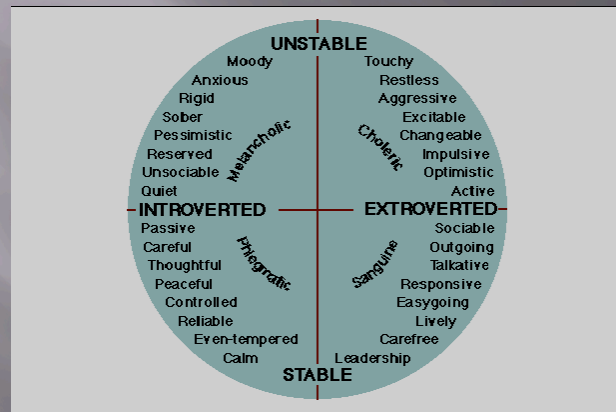 UNSTABLE
Moody
Anxious
Rigid
Sober
Pessimistic
Reserved
Unsociable
Quiet
Melancholic
Touchy
Restless
Aggressive
Excitable
Changeable
Impulsive
Optimistic
Active
Choleric
INTROVERTED
EXTROVERTED
Passive
Careful
Thoughtful
Peaceful
Controlled
Reliable
Even-tempered
Calm
Phlegmatic
Sociable
Outgoing
Talkative
Responsive
Easygoing
Lively
Carefree
Leadership
Sanguine
STABLE